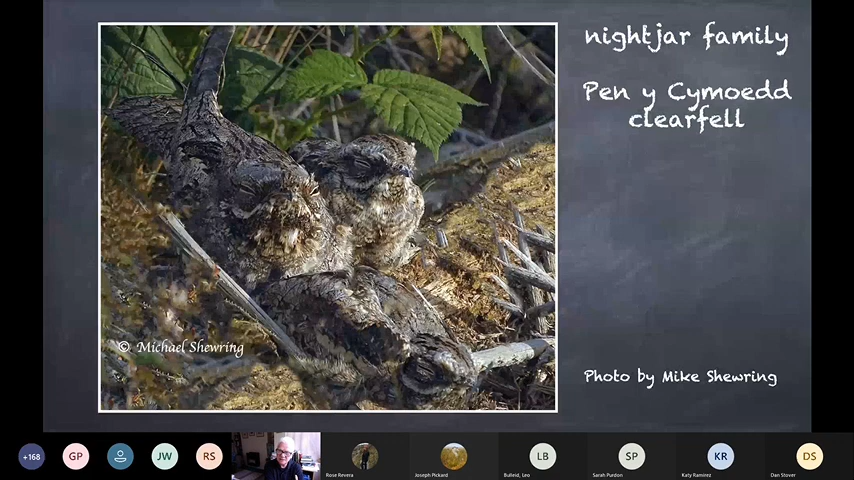 nightjar family
Pen y Cymoedd
clearfell
© Michael Shewring
Photo by Mike Shewring
+168
GP
JW
RS
Rose Revera
Joseph Pickard
LB
Bulleid, Leo
SP
Sarah Purdon
KR
Katy Ramirez
DS
Dan Stover